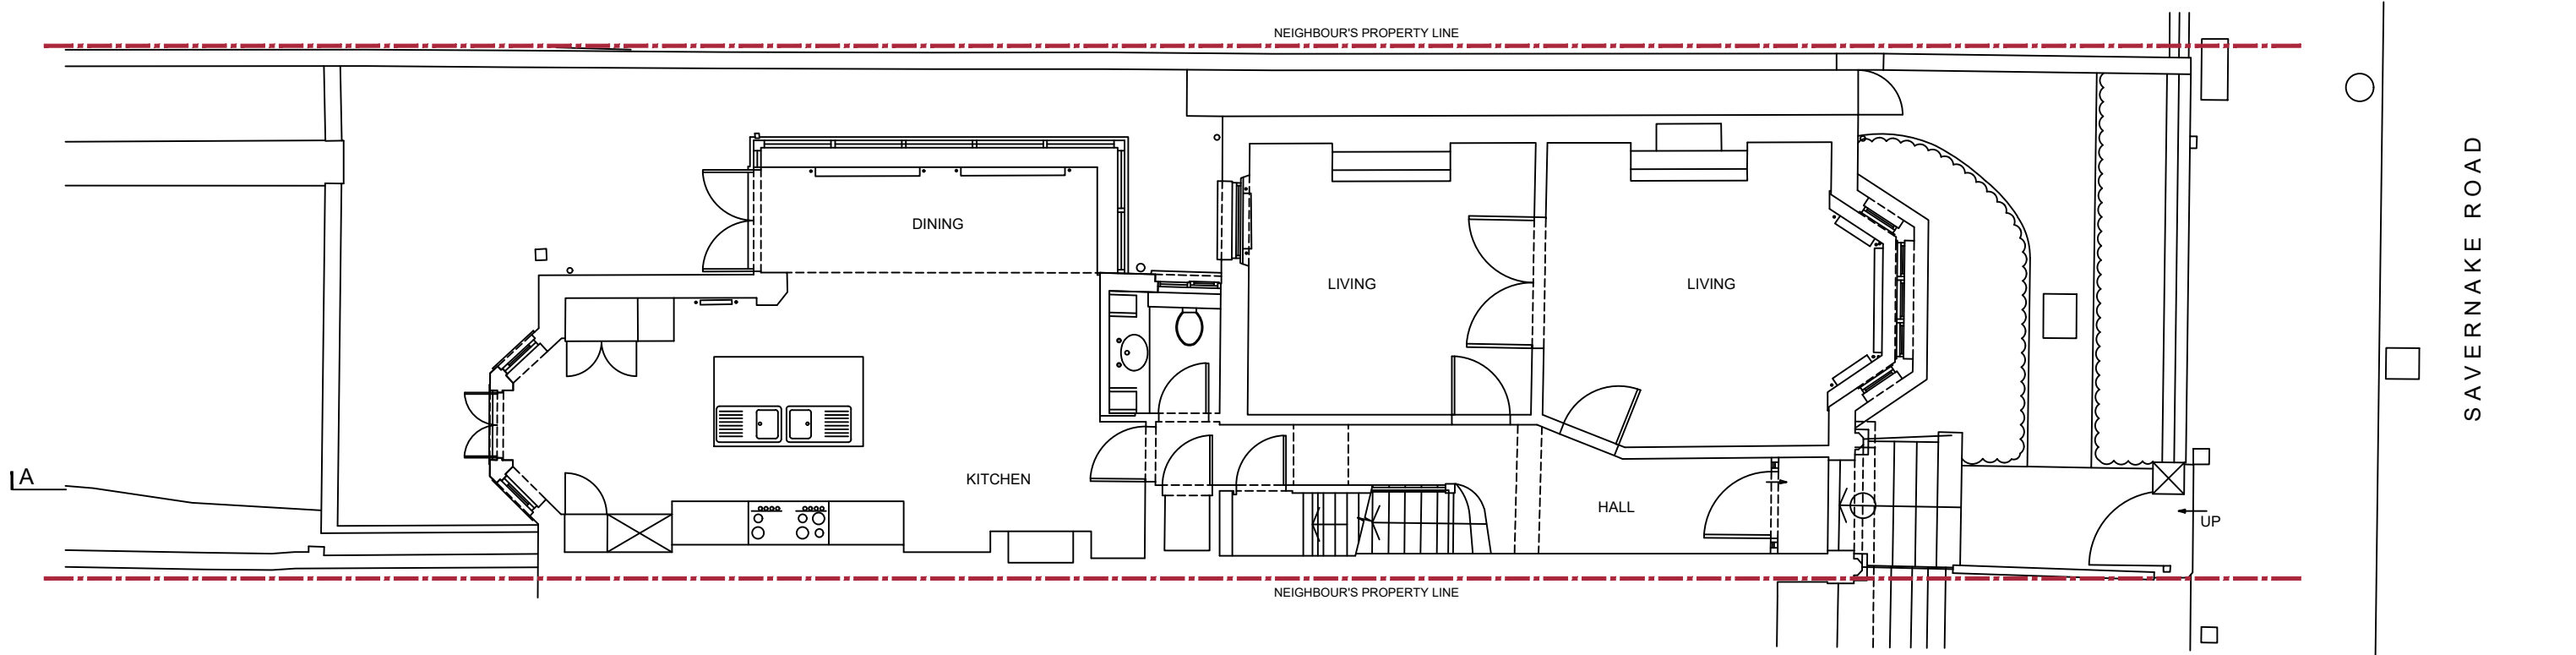 NEIGHBOUR'S PROPERTY LINE
DINING
LIVING
LIVING
SAVERNAKE ROAD
A
KITCHEN
HALL
UP
NEIGHBOUR'S PROPERTY LINE